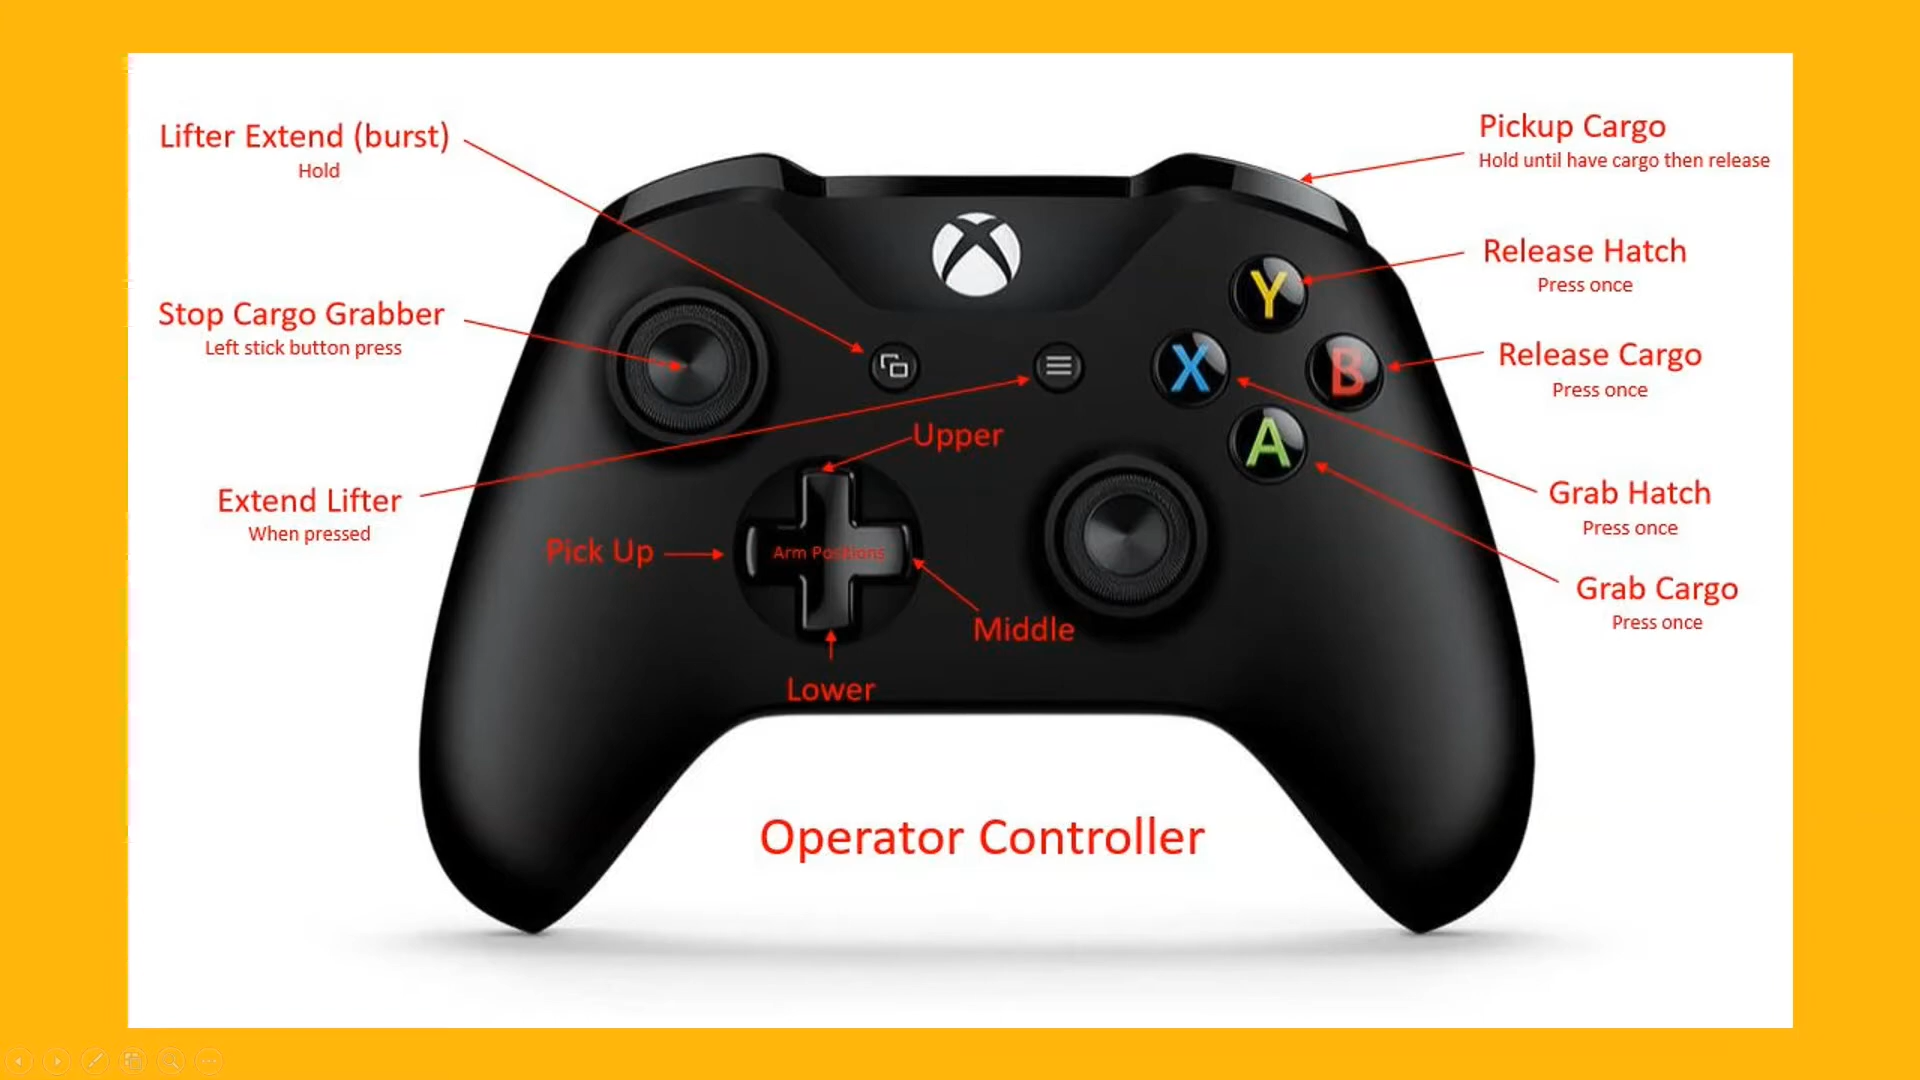 Lifter Extend (burst)
Hold
Stop Cargo Grabber
Left stick button press
Extend Lifter
When pressed
Pick Up
Upper
Arm Positions
Middle
Lower
Pickup Cargo
Hold until have cargo then release
Release Hatch
Press once
Release Cargo
Press once
Grab Hatch
Press once
Grab Cargo
Press once
Y
X
B
A
Operator Controller